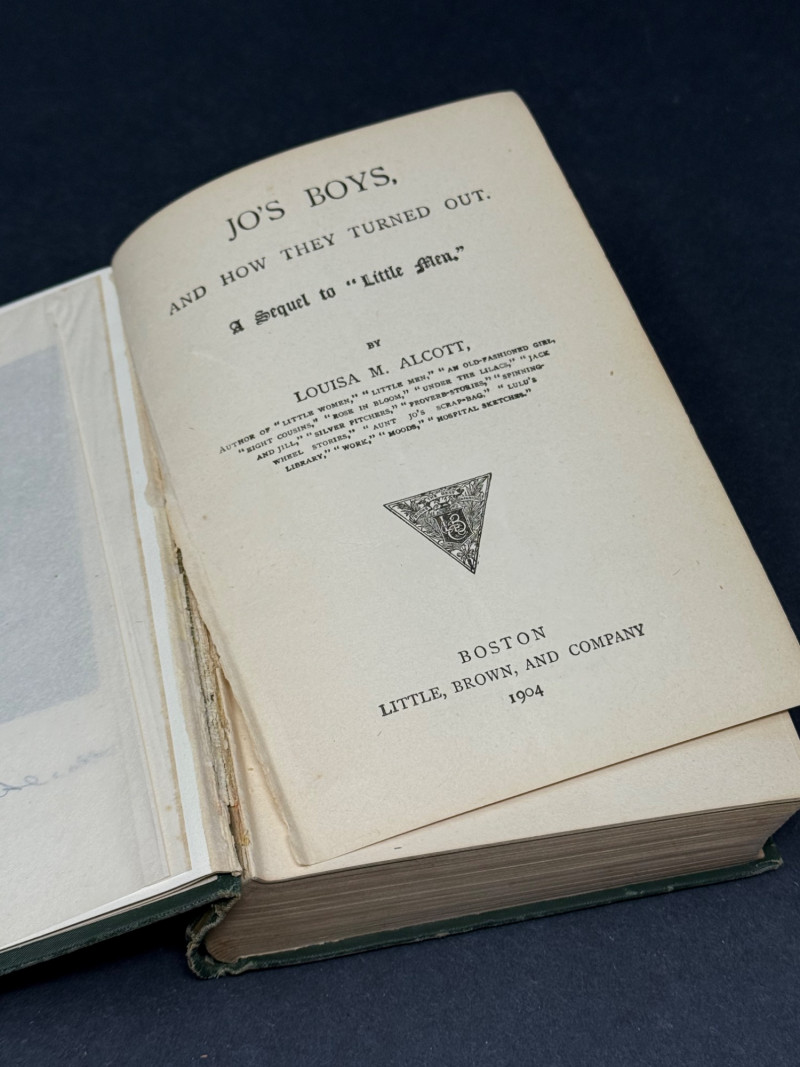 JO'S BOYS,
AND HOW THEY TURNED OUT.
A Sequel to "Little Men."
BY
LOUISA M. ALCOTT,
AUTHOR OF "LITTLE WOMEN," "LITTLE MEN," "AN OLD-FASHIONED GIRL,
"EIGHT COUSINS," "ROSE IN BLOOM," "UNDER THE LILACS," "JACK
AND JILL," "SILVER PITCHERS," "PROVERB-STORIES," "SPINNING-
WHEEL STORIES," "AUNT JO'S SCRAP-BAG," "LULU'S
LIBRARY," "WORK," "MOODS," "HOSPITAL SKETCHES."
BOSTON
LITTLE, BROWN, AND COMPANY
1904